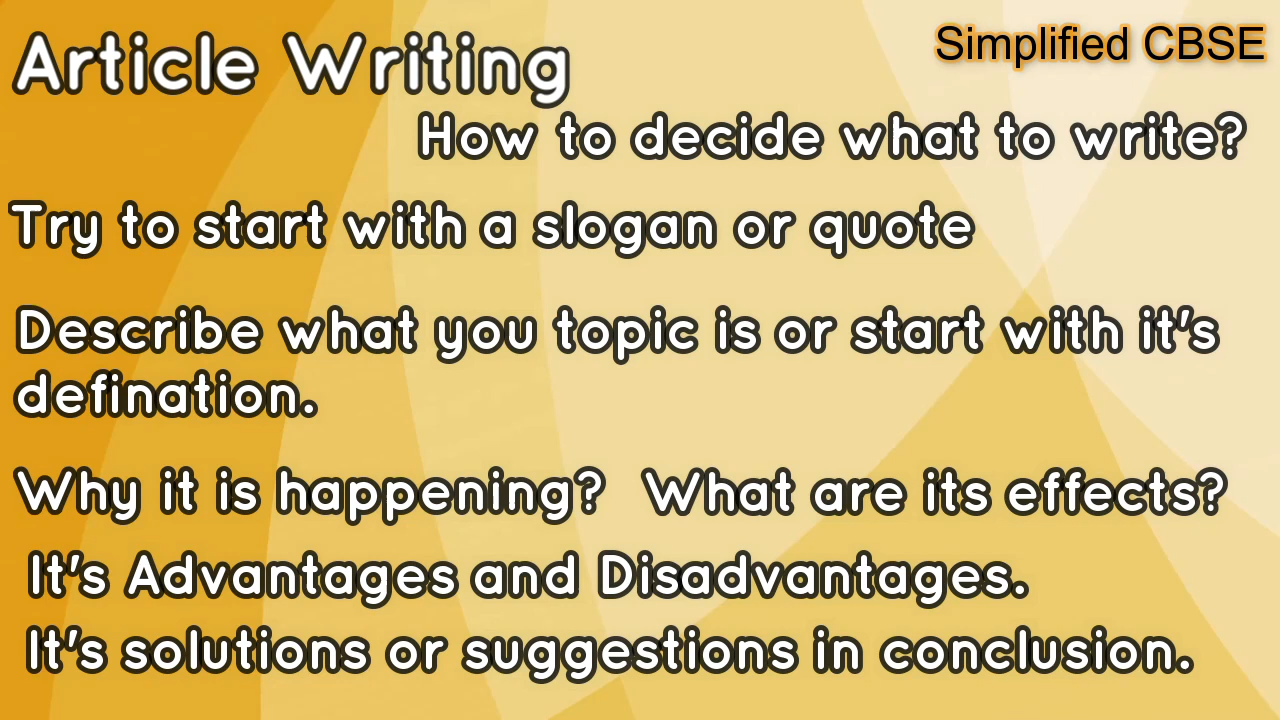 Article Writing
Simplified CBSE
How to decide what to write?
Try to start with a slogan or quote
Describe what you topic is or start with it's
defination.
Why it is happening? What are its effects?
It's Advantages and Disadvantages.
It's solutions or suggestions in conclusion.